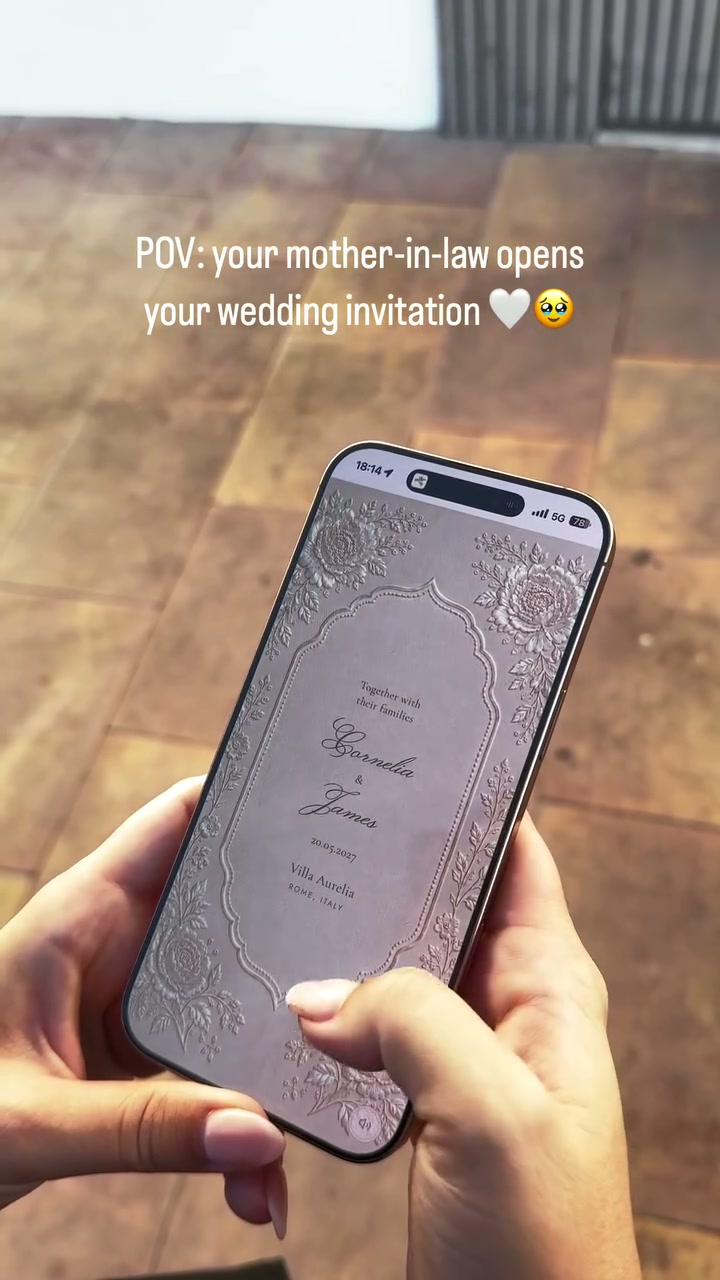 POV: your mother-in-law opens
your wedding invitation 🤍🥹
18:14
5G 78
Together with
their families
Cornelia
&
James
20.05.2027
Villa Aurelia
ROME, ITALY